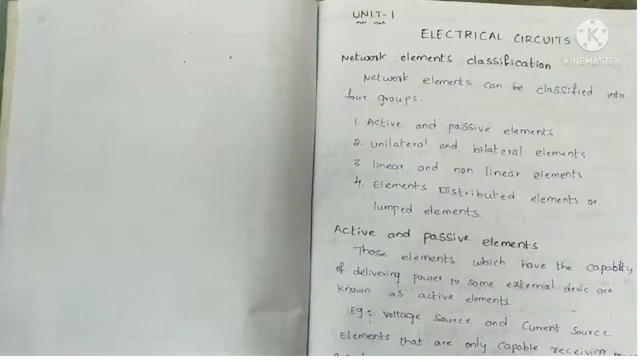 UNIT-1
ELECTRICAL CIRCUITS
KINEMASTER
Network elements classification
Network elements can be classified into
four groups.
1. Active and passive elements
2. unilateral and bilateral elements
3 linear and non linear elements
4. Elements Distributed elements or
lumped elements
Active and passive elements
Those elements which have the capability
of delivering power to some external devic are
known as active elements.
Eg: Voltage Source and Current Source
Elements that are only capable receiving